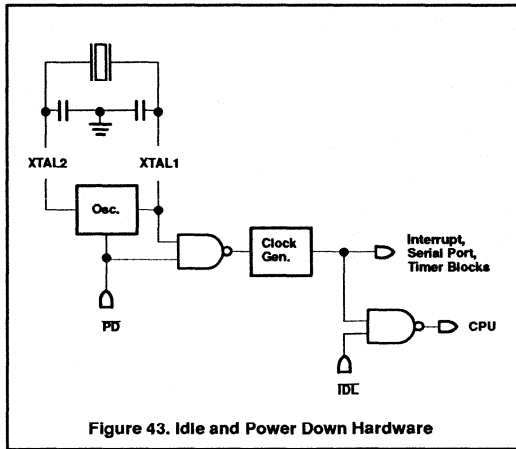 XTAL2
XTAL1
Osc.
Clock
Gen.
Interrupt,
Serial Port,
Timer Blocks
PD
CPU
IDL
Figure 43. Idle and Power Down Hardware